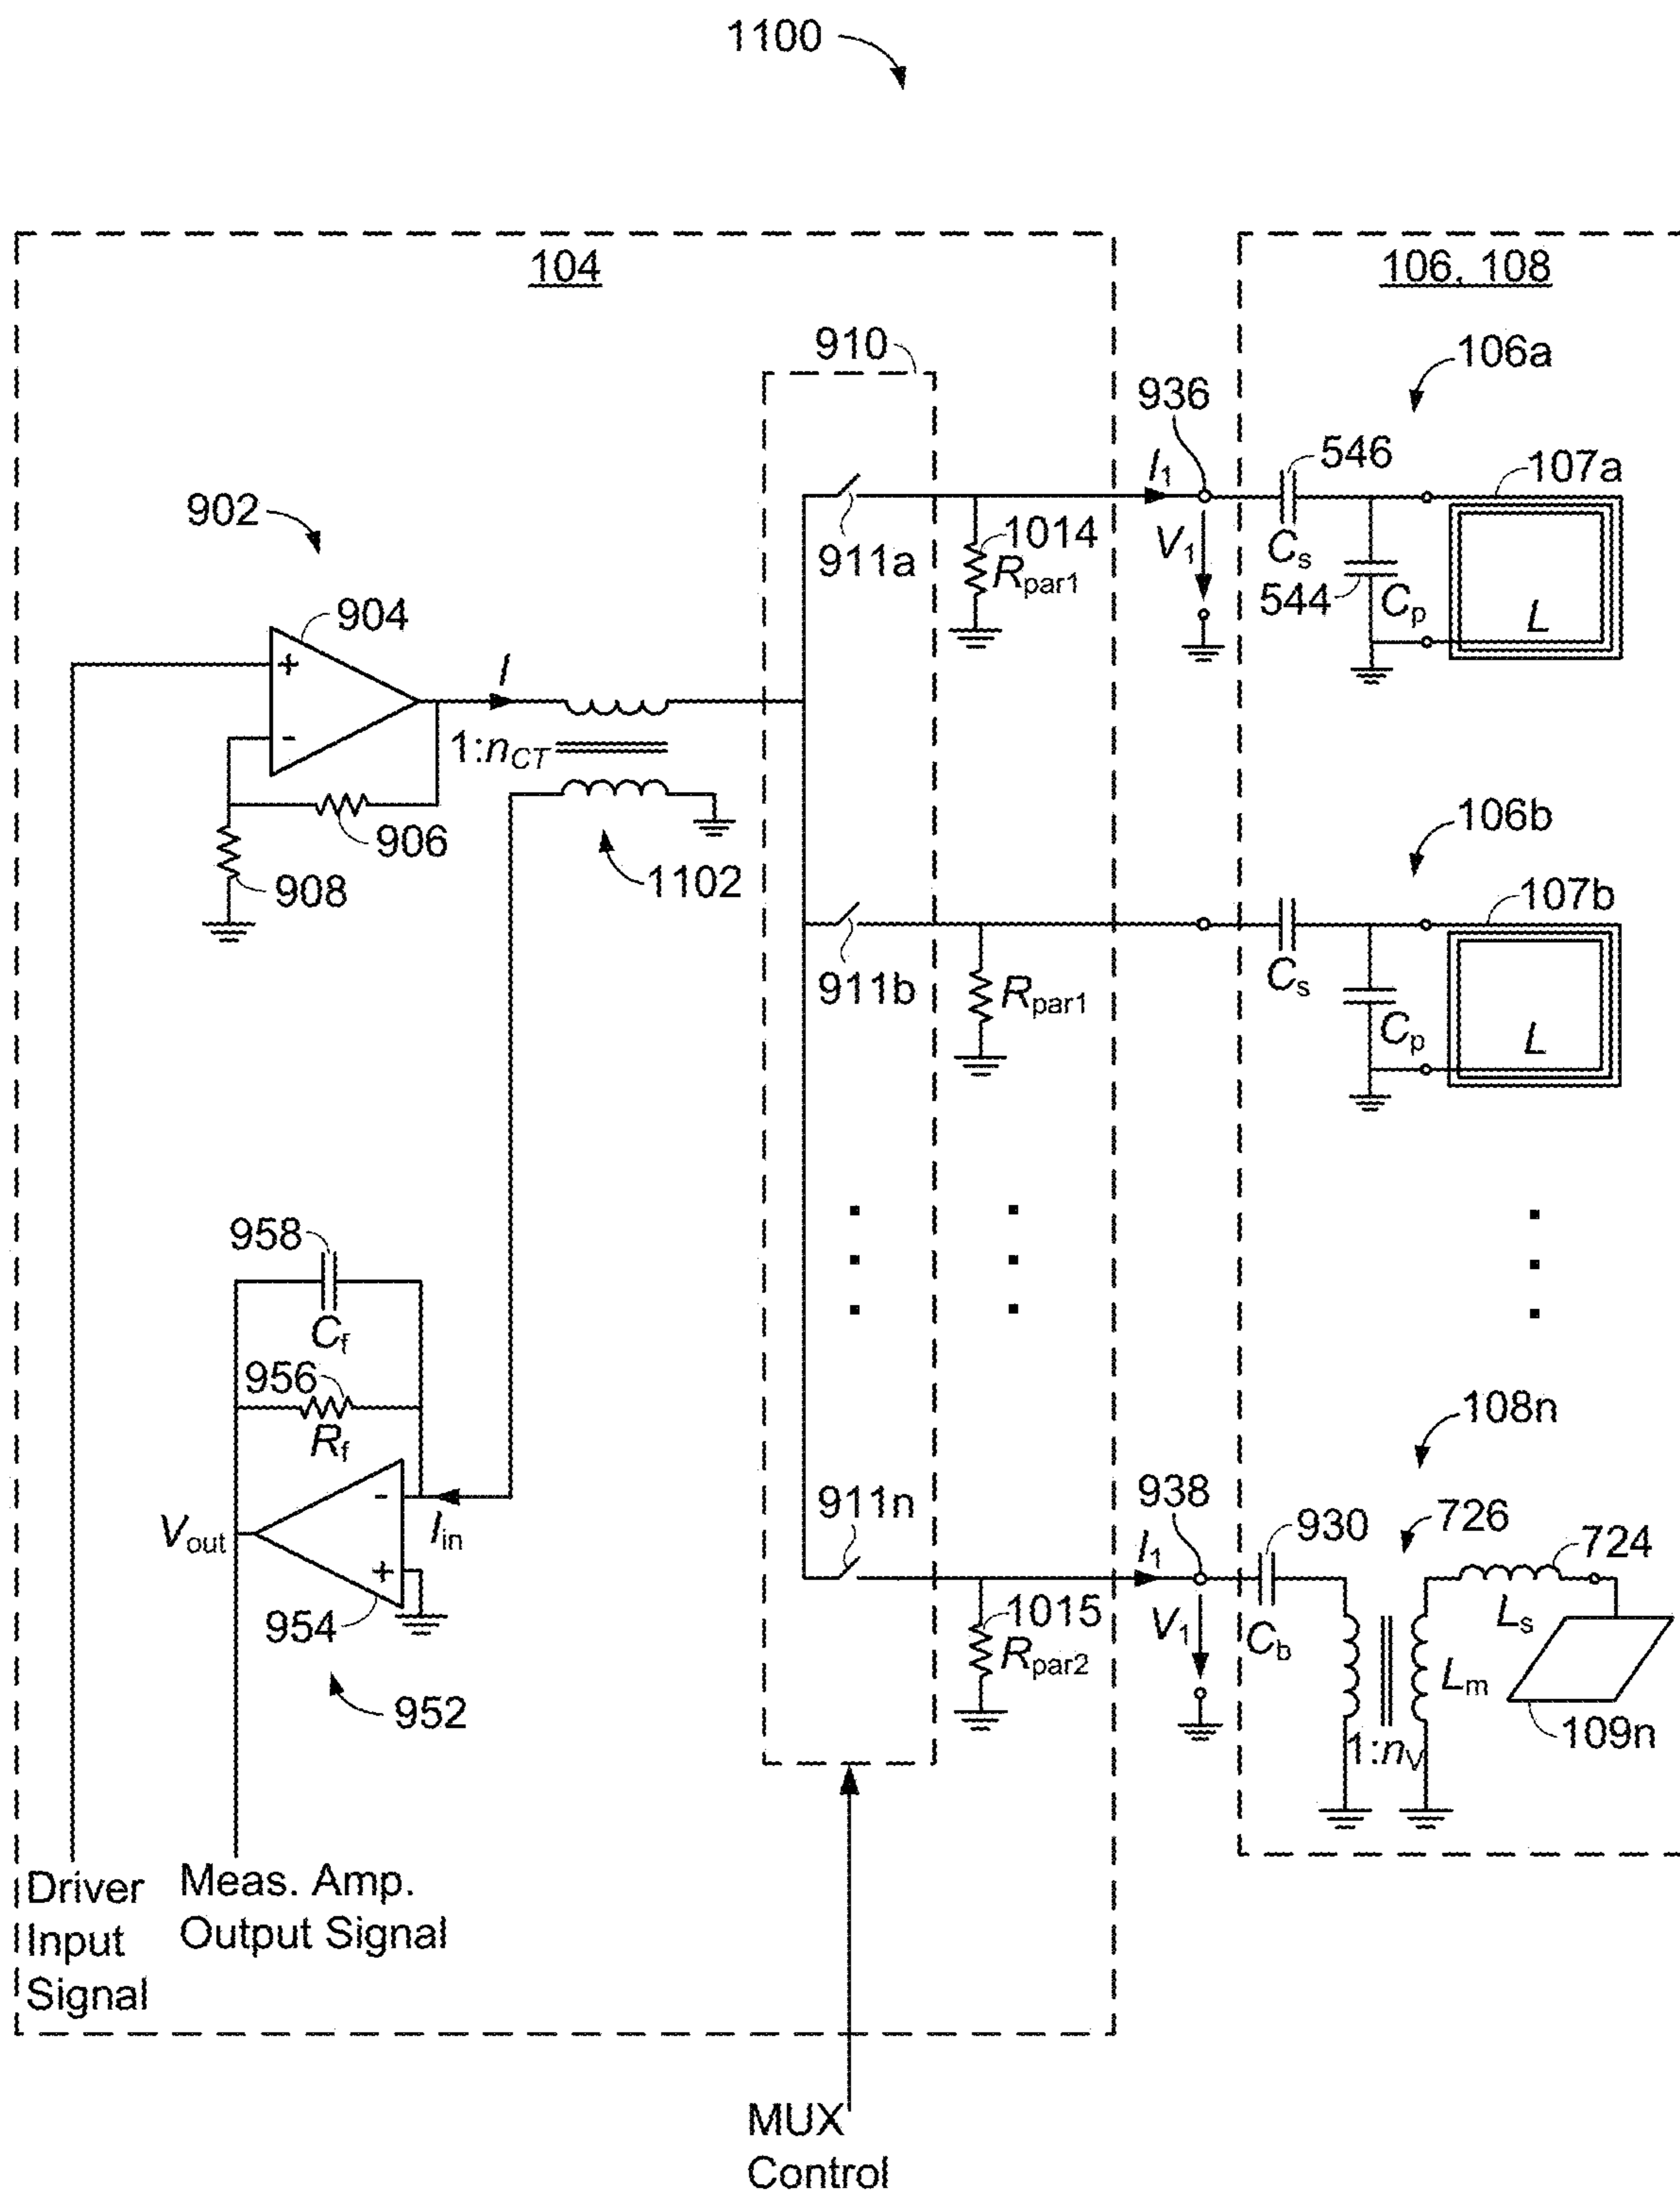 1100
104
106, 108
910
106a
936
546
107a
I1
902
911a
1014
V1
Cs
Rpar1
544
Cp
L
904
+
I
-
1:nCT
906
106b
908
1102
107b
911b
Cs
Rpar1
Cp
L
958
Cf
956
108n
Rf
911n
938
930
726
724
-
I1
Vout
Iin
1015
Ls
+
V1
Cb
954
Rpar2
Lm
952
1:nV
109n
Driver
Input
Signal
Meas. Amp.
Output Signal
MUX
Control